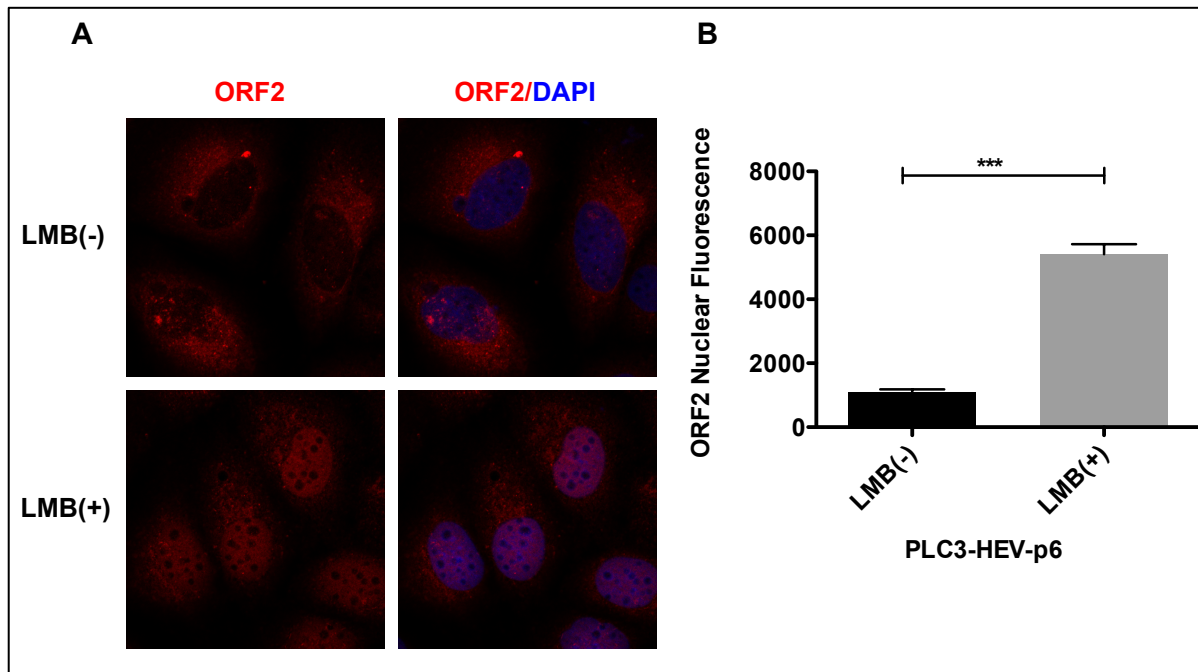 A
ORF2
ORF2/DAPI
LMB(-)
LMB(+)
B
ORF2 Nuclear Fluorescence
8000
6000
4000
2000
0
***
LMB(-)
LMB(+)
PLC3-HEV-p6